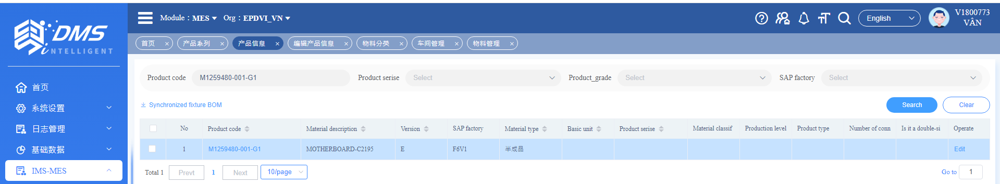 DMS
iNTELLIGENT
首页
系统设置
日志管理
基础数据
IMS-MES
Module：MES Org：EPDVI_VN
English
V1800773
VÂN
首页 × 产品系列 × 产品信息 × 编辑产品信息 × 物料分类 × 车间管理 × 物料管理 ×
Product code M1259480-001-G1 Product serise Select Product_grade Select SAP factory Select
Synchronized fixture BOM Search Clear
No Product code Material description Version SAP factory Material type Basic unit Product serise Material classif Production level Product type Number of conn Is it a double-si Operate
1 M1259480-001-G1 MOTHERBOARD-C2195 E F6V1 半成品 Edit
Total 1 Prevt 1 Next 10/page Go to 1